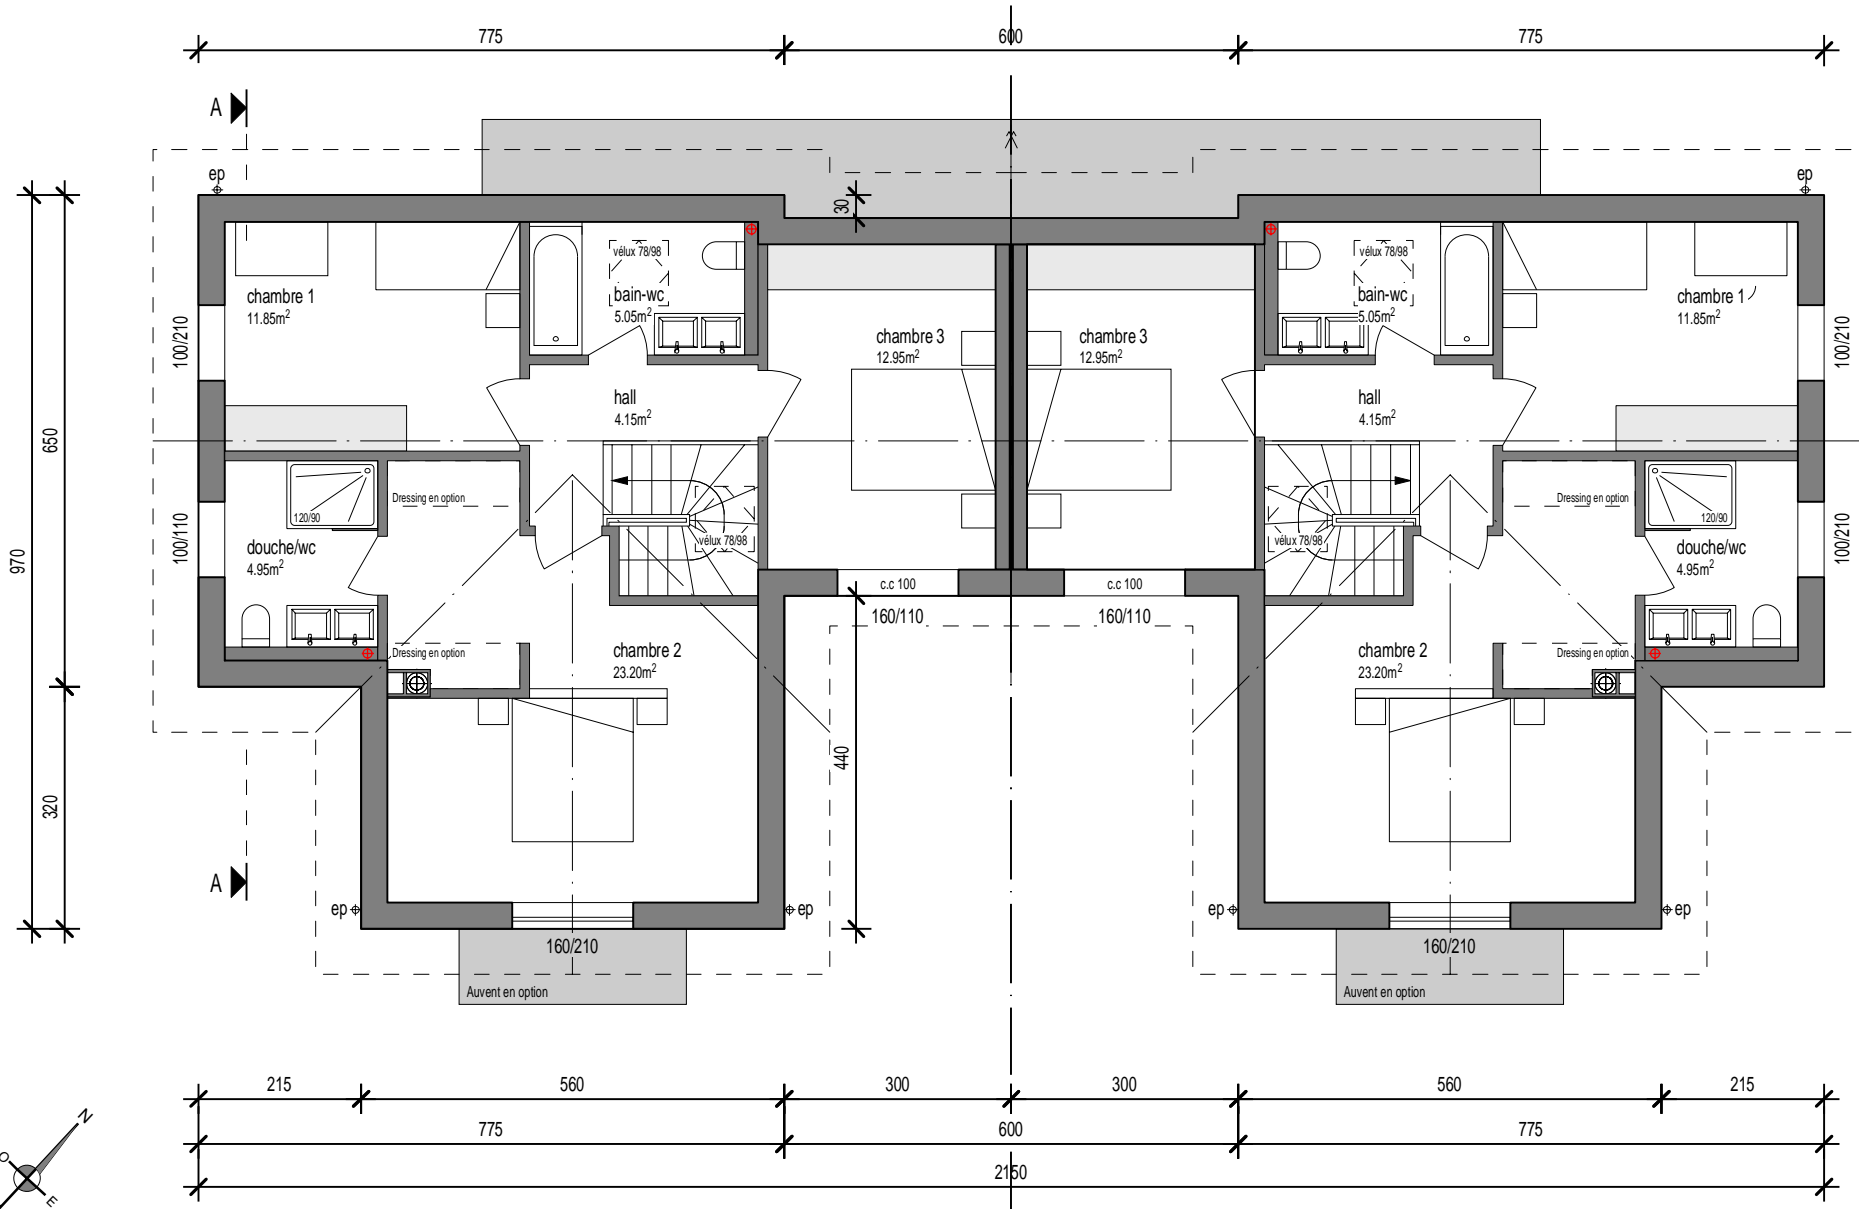 775
600
775
A
ep
ep
30
vélux 78/98
vélux 78/98
chambre 1
11.85m²
bain-wc
5.05m²
bain-wc
5.05m²
chambre 1
11.85m²
100/210
chambre 3
12.95m²
chambre 3
12.95m²
100/210
hall
4.15m²
hall
4.15m²
650
970
Dressing en option
Dressing en option
120/90
120/90
100/110
douche/wc
4.95m²
vélux 78/98
vélux 78/98
douche/wc
4.95m²
100/210
c.c 100
c.c 100
160/110
160/110
Dressing en option
chambre 2
23.20m²
chambre 2
23.20m²
Dressing en option
440
320
A
ep
ep
ep
ep
160/210
160/210
Auvent en option
Auvent en option
215
560
300
300
560
215
775
600
775
2150
N
O
E